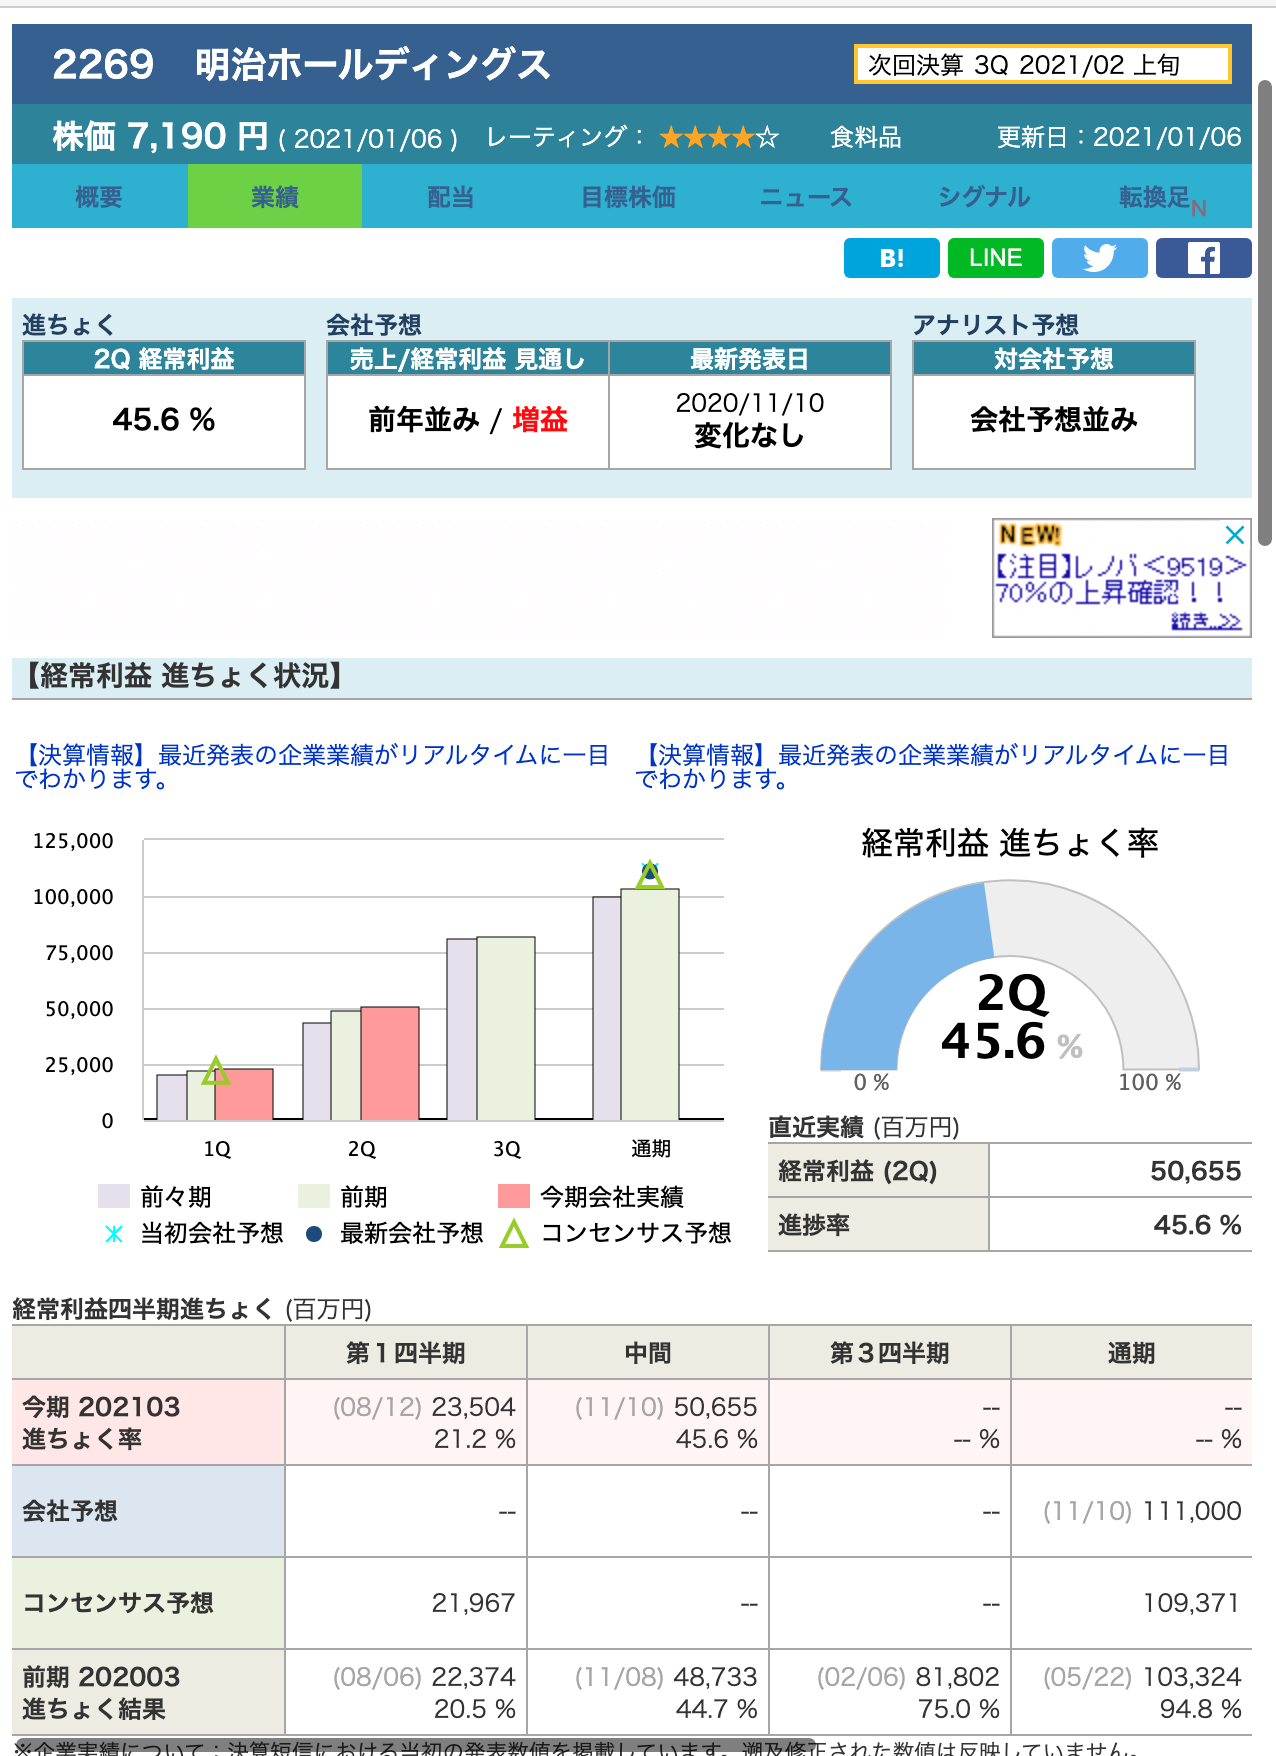 2269 明治ホールディングス
次回決算 3Q 2021/02 上旬
株価 7,190 円 ( 2021/01/06 ) レーティング： ★★★★☆ 食料品 更新日：2021/01/06
概要 業績 配当 目標株価 ニュース シグナル 転換足N
B! LINE
進ちょく 会社予想 アナリスト予想
2Q 経常利益 売上/経常利益 見通し 最新発表日 対会社予想
45.6 % 前年並み / 増益 2020/11/10 会社予想並み
変化なし
NEW!
【注目】レノバ<9519>
70%の上昇確認！！
続き..>>
【経常利益 進ちょく状況】
【決算情報】最近発表の企業業績がリアルタイムに一目
でわかります。
【決算情報】最近発表の企業業績がリアルタイムに一目
でわかります。
125,000
100,000
75,000
50,000
25,000
0
1Q 2Q 3Q 通期
前々期 前期 今期会社実績
当初会社予想 最新会社予想 コンセンサス予想
経常利益 進ちょく率
2Q
45.6 %
0 % 100 %
直近実績 (百万円)
経常利益 (2Q) 50,655
進捗率 45.6 %
経常利益四半期進ちょく (百万円)
第１四半期 中間 第３四半期 通期
今期 202103 (08/12) 23,504 (11/10) 50,655 -- --
進ちょく率 21.2 % 45.6 % -- % -- %
会社予想 -- -- -- (11/10) 111,000
コンセンサス予想 21,967 -- -- 109,371
前期 202003 (08/06) 22,374 (11/08) 48,733 (02/06) 81,802 (05/22) 103,324
進ちょく結果 20.5 % 44.7 % 75.0 % 94.8 %
※企業実績について：決算短信における当初の発表数値を掲載しています。遡及修正された数値は反映していません。